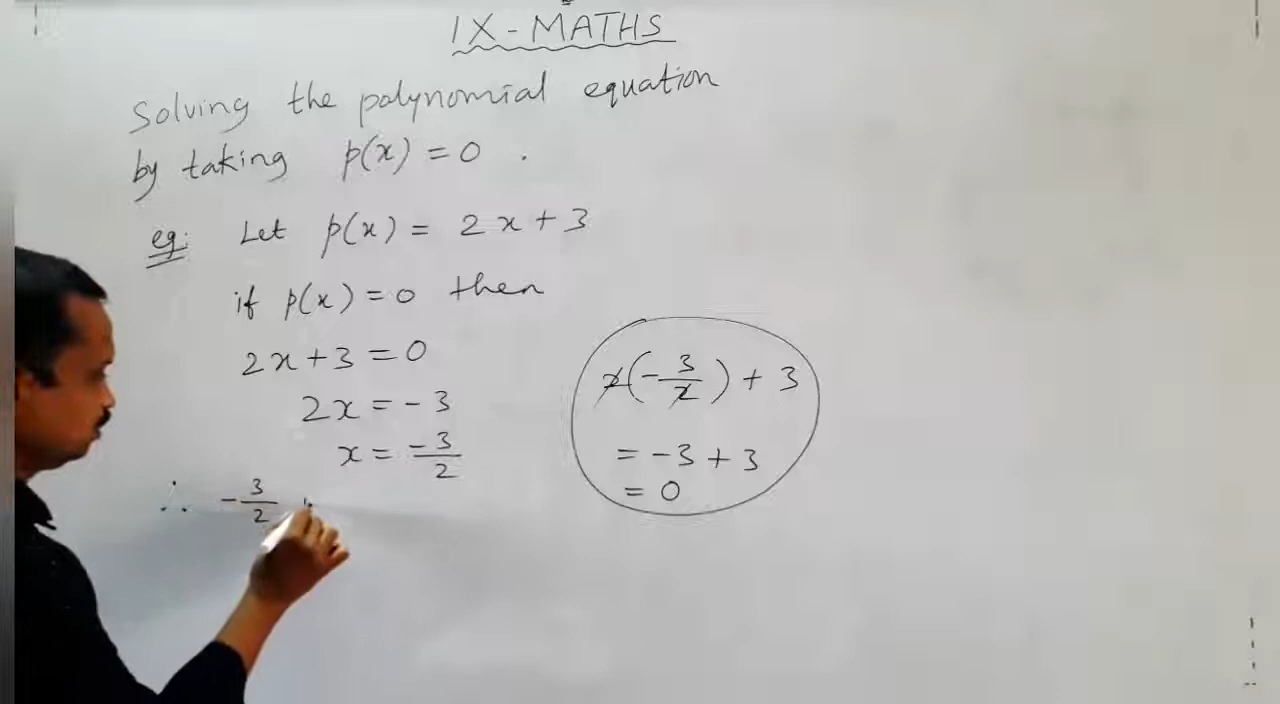 IX - MATHS
Solving the polynomial equation
by taking p(x) = 0 .
eg: Let p(x) = 2x + 3
if p(x) = 0 then
2x + 3 = 0
2x = - 3
x = -3/2
∴ -3/2
2(-3/2) + 3
= -3 + 3
= 0